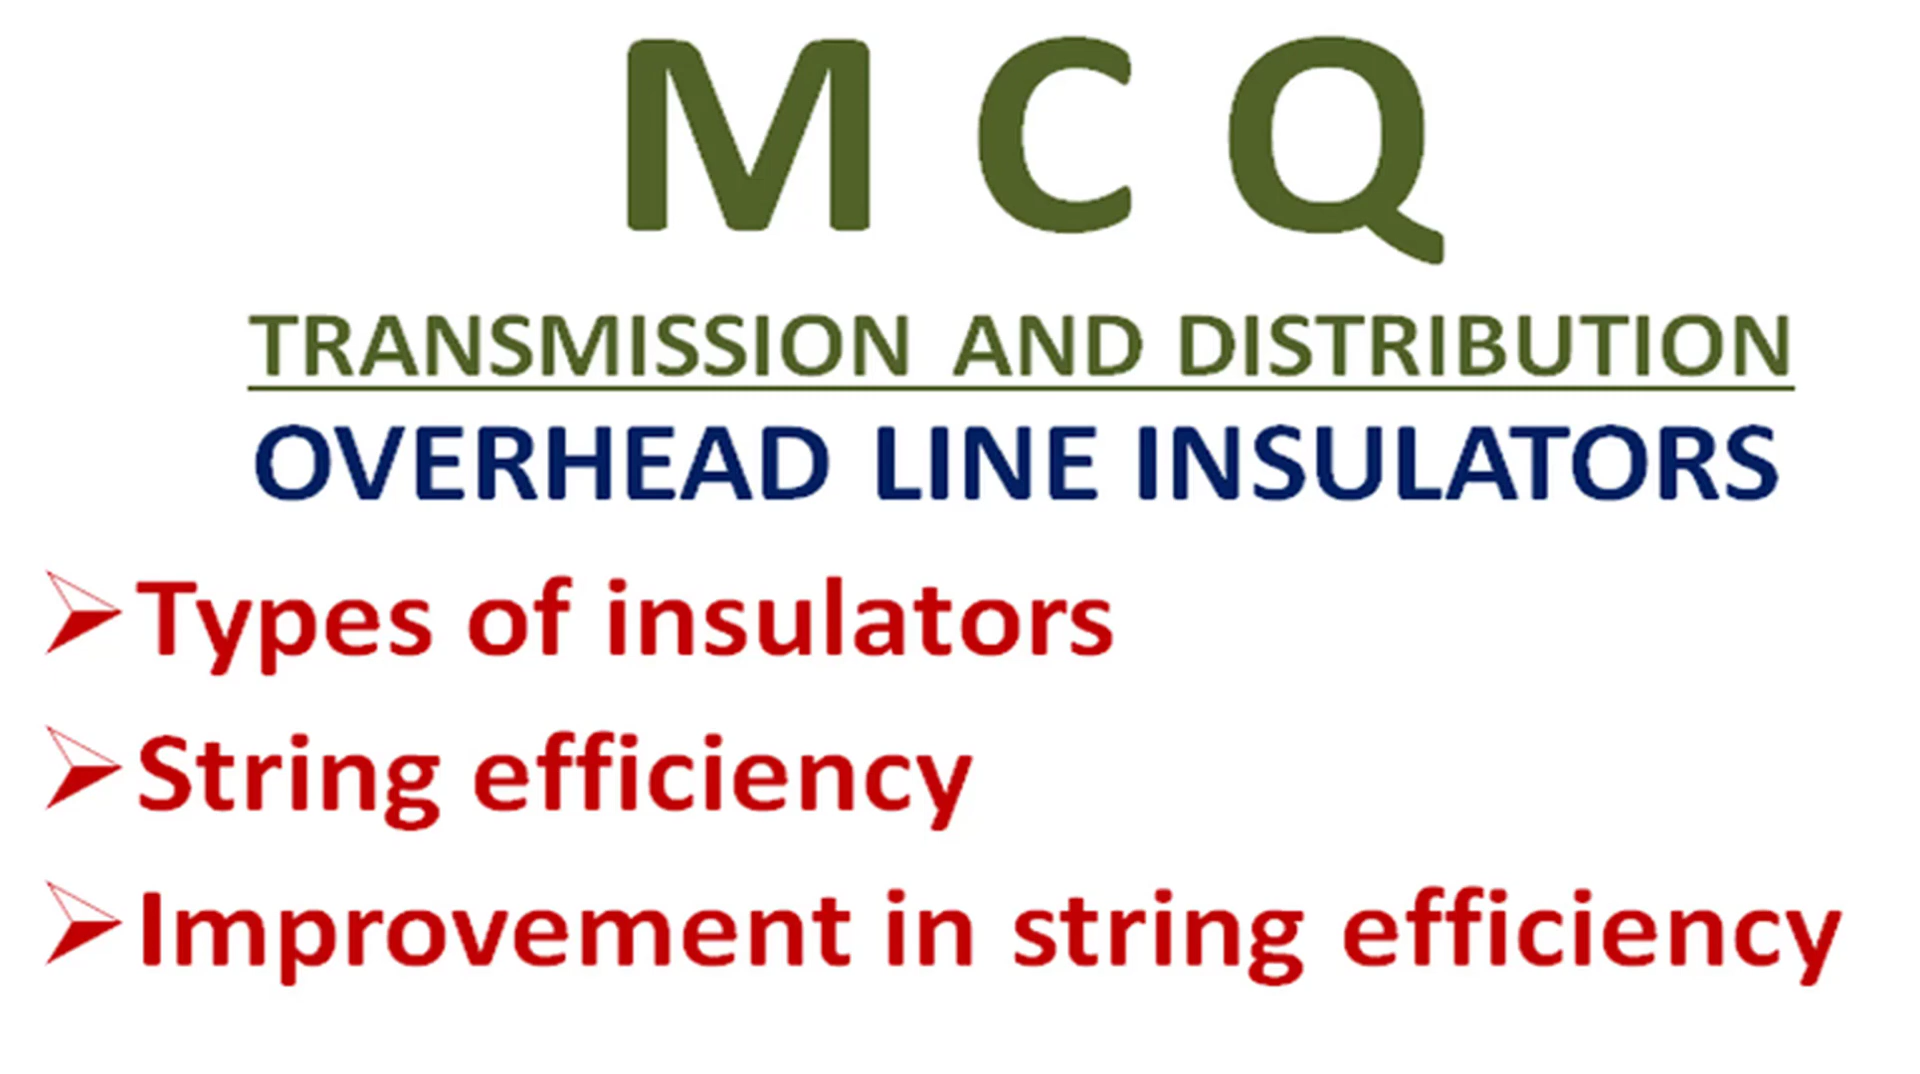 M C Q
TRANSMISSION AND DISTRIBUTION
OVERHEAD LINE INSULATORS
Types of insulators
String efficiency
Improvement in string efficiency